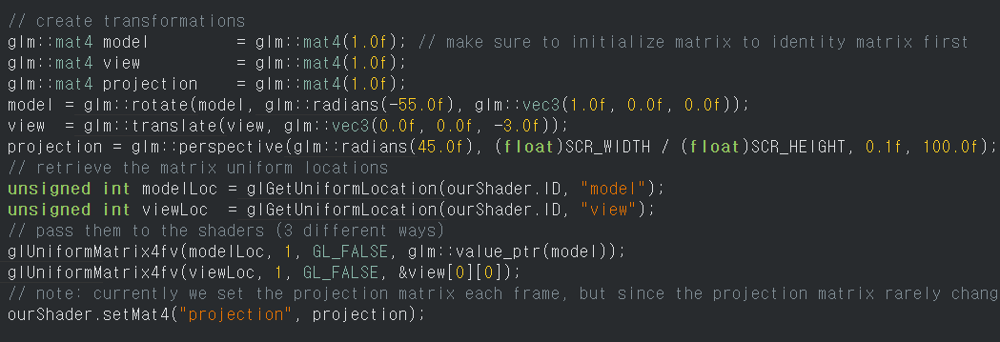 // create transformations
glm::mat4 model         = glm::mat4(1.0f); // make sure to initialize matrix to identity matrix first
glm::mat4 view          = glm::mat4(1.0f);
glm::mat4 projection    = glm::mat4(1.0f);
model = glm::rotate(model, glm::radians(-55.0f), glm::vec3(1.0f, 0.0f, 0.0f));
view  = glm::translate(view, glm::vec3(0.0f, 0.0f, -3.0f));
projection = glm::perspective(glm::radians(45.0f), (float)SCR_WIDTH / (float)SCR_HEIGHT, 0.1f, 100.0f);
// retrieve the matrix uniform locations
unsigned int modelLoc = glGetUniformLocation(ourShader.ID, "model");
unsigned int viewLoc  = glGetUniformLocation(ourShader.ID, "view");
// pass them to the shaders (3 different ways)
glUniformMatrix4fv(modelLoc, 1, GL_FALSE, glm::value_ptr(model));
glUniformMatrix4fv(viewLoc, 1, GL_FALSE, &view[0][0]);
// note: currently we set the projection matrix each frame, but since the projection matrix rarely chang
ourShader.setMat4("projection", projection);